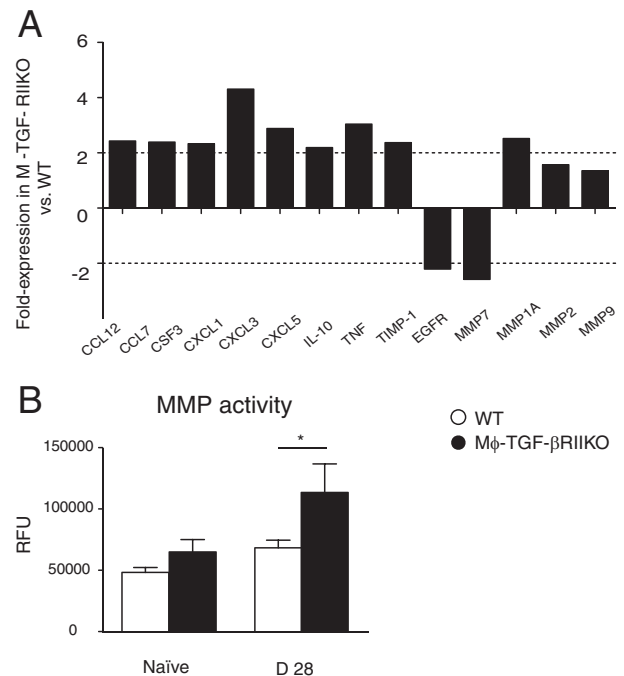 A
Fold-expression in M -TGF- RIIKO
vs. WT
6
4
2
0
-2
CCL12
CCL7
CSF3
CXCL1
CXCL3
CXCL5
IL-10
TNF
TIMP-1
EGFR
MMP7
MMP1A
MMP2
MMP9
B
MMP activity
WT
Mϕ-TGF-βRIIKO
*
RFU
150000
100000
50000
0
Naïve
D 28